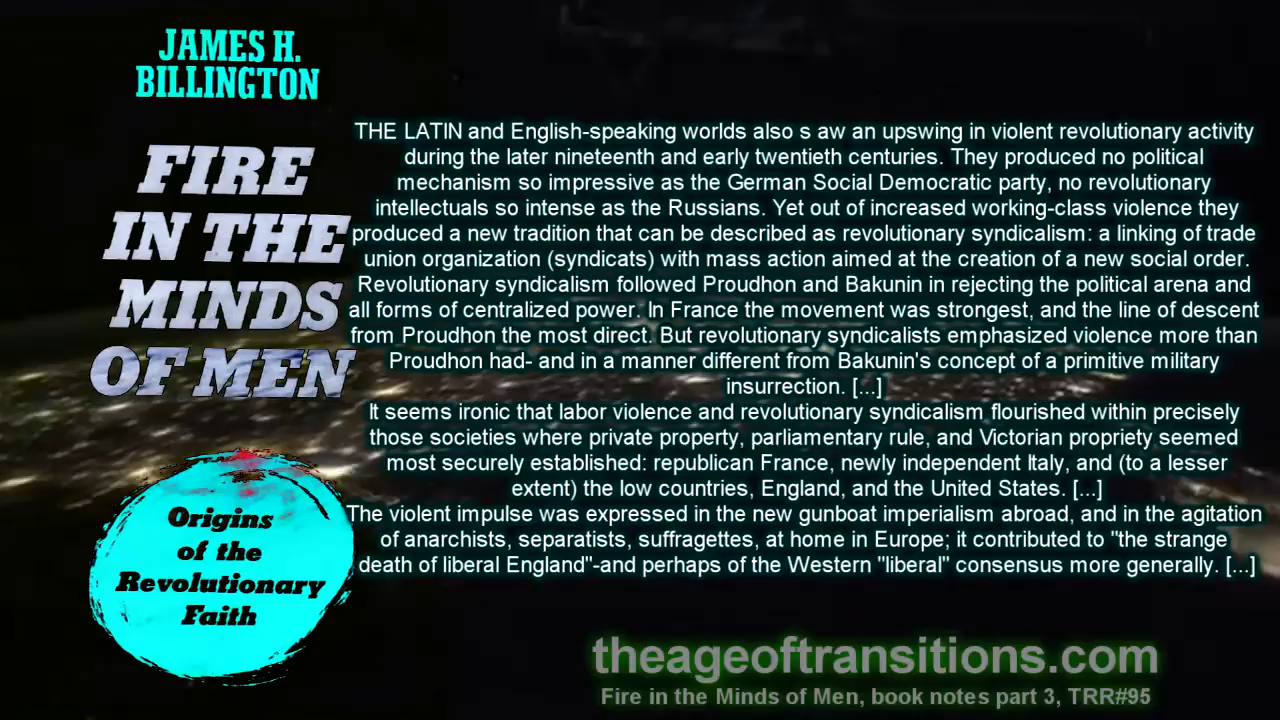 JAMES H.
BILLINGTON
FIRE
IN THE
MINDS
OF MEN
Origins
of the
Revolutionary
Faith
THE LATIN and English-speaking worlds also s aw an upswing in violent revolutionary activity
during the later nineteenth and early twentieth centuries. They produced no political
mechanism so impressive as the German Social Democratic party, no revolutionary
intellectuals so intense as the Russians. Yet out of increased working-class violence they
produced a new tradition that can be described as revolutionary syndicalism: a linking of trade
union organization (syndicats) with mass action aimed at the creation of a new social order.
Revolutionary syndicalism followed Proudhon and Bakunin in rejecting the political arena and
all forms of centralized power. In France the movement was strongest, and the line of descent
from Proudhon the most direct. But revolutionary syndicalists emphasized violence more than
Proudhon had- and in a manner different from Bakunin's concept of a primitive military
insurrection. [...]
It seems ironic that labor violence and revolutionary syndicalism flourished within precisely
those societies where private property, parliamentary rule, and Victorian propriety seemed
most securely established: republican France, newly independent Italy, and (to a lesser
extent) the low countries, England, and the United States. [...]
The violent impulse was expressed in the new gunboat imperialism abroad, and in the agitation
of anarchists, separatists, suffragettes, at home in Europe; it contributed to "the strange
death of liberal England"-and perhaps of the Western "liberal" consensus more generally. [...]
theageoftransitions.com
Fire in the Minds of Men, book notes part 3, TRR#95